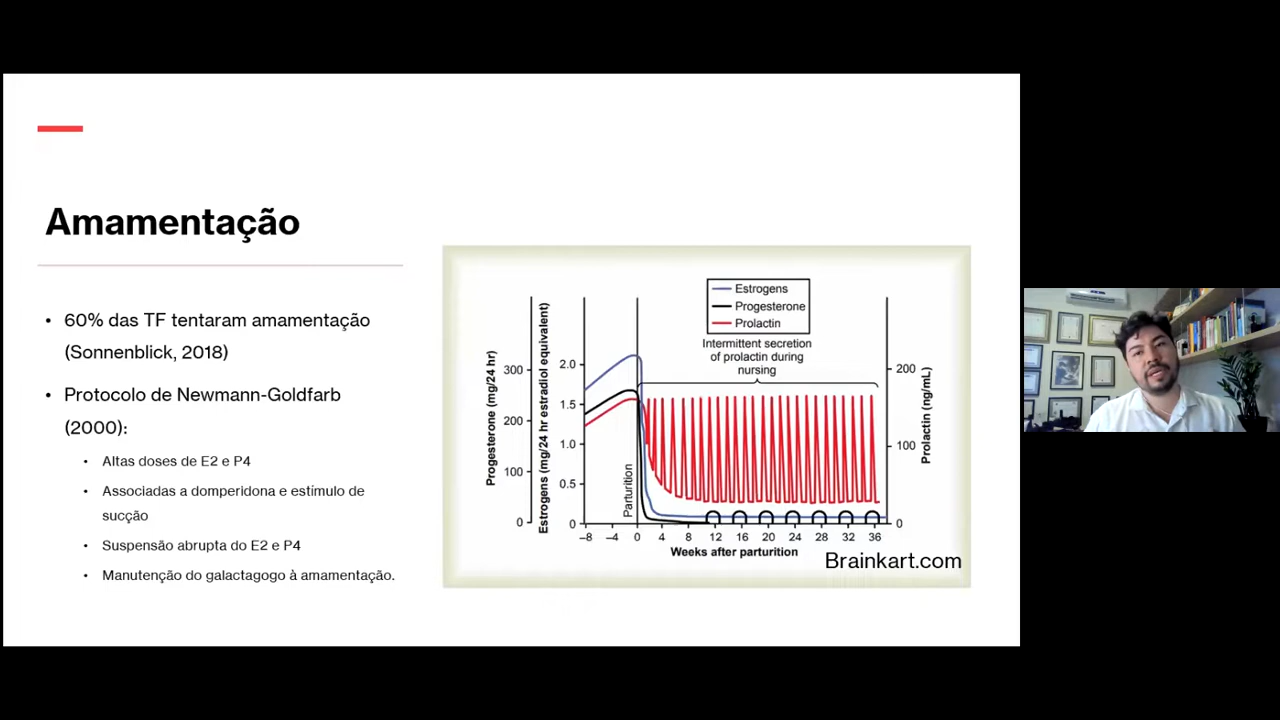 Amamentação
• 60% das TF tentaram amamentação
(Sonnenblick, 2018)
• Protocolo de Newmann-Goldfarb
(2000):
• Altas doses de E2 e P4
• Associadas a domperidona e estímulo de
sucção
• Suspensão abrupta do E2 e P4
• Manutenção do galactagogo à amamentação.
Estrogens
Progesterone
Prolactin
Intermittent secretion
of prolactin during
nursing
Progesterone (mg/24 hr)
300
200
100
0
Estrogens (mg/24 hr estradiol equivalent)
2.0
1.5
1.0
0.5
0
Parturition
200
100
0
Prolactin (ng/mL)
–8 –4 0 4 8 12 16 20 24 28 32 36
Weeks after parturition
Brainkart.com